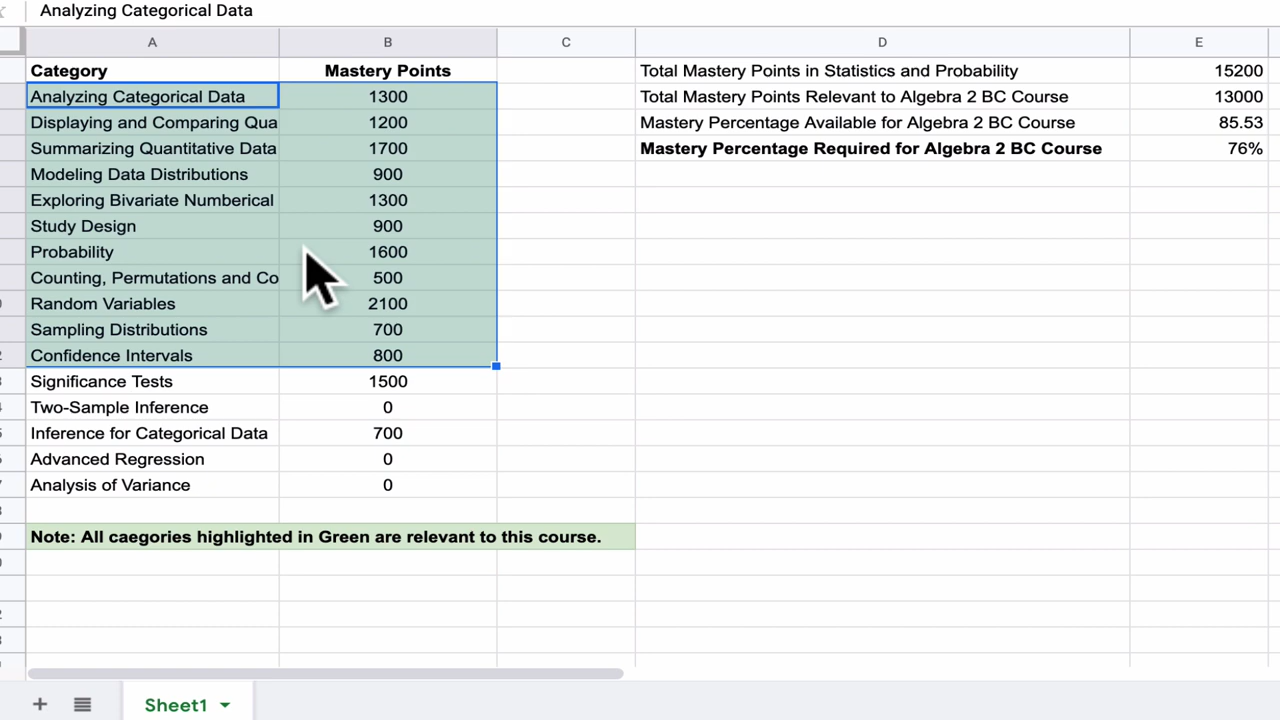 Analyzing Categorical Data
A B C D E
Category Mastery Points Total Mastery Points in Statistics and Probability 15200
Analyzing Categorical Data 1300 Total Mastery Points Relevant to Algebra 2 BC Course 13000
Displaying and Comparing Qua 1200 Mastery Percentage Available for Algebra 2 BC Course 85.53
Summarizing Quantitative Data 1700 Mastery Percentage Required for Algebra 2 BC Course 76%
Modeling Data Distributions 900
Exploring Bivariate Numberical 1300
Study Design 900
Probability 1600
Counting, Permutations and Co 500
Random Variables 2100
Sampling Distributions 700
Confidence Intervals 800
Significance Tests 1500
Two-Sample Inference 0
Inference for Categorical Data 700
Advanced Regression 0
Analysis of Variance 0
Note: All caegories highlighted in Green are relevant to this course.
Sheet1